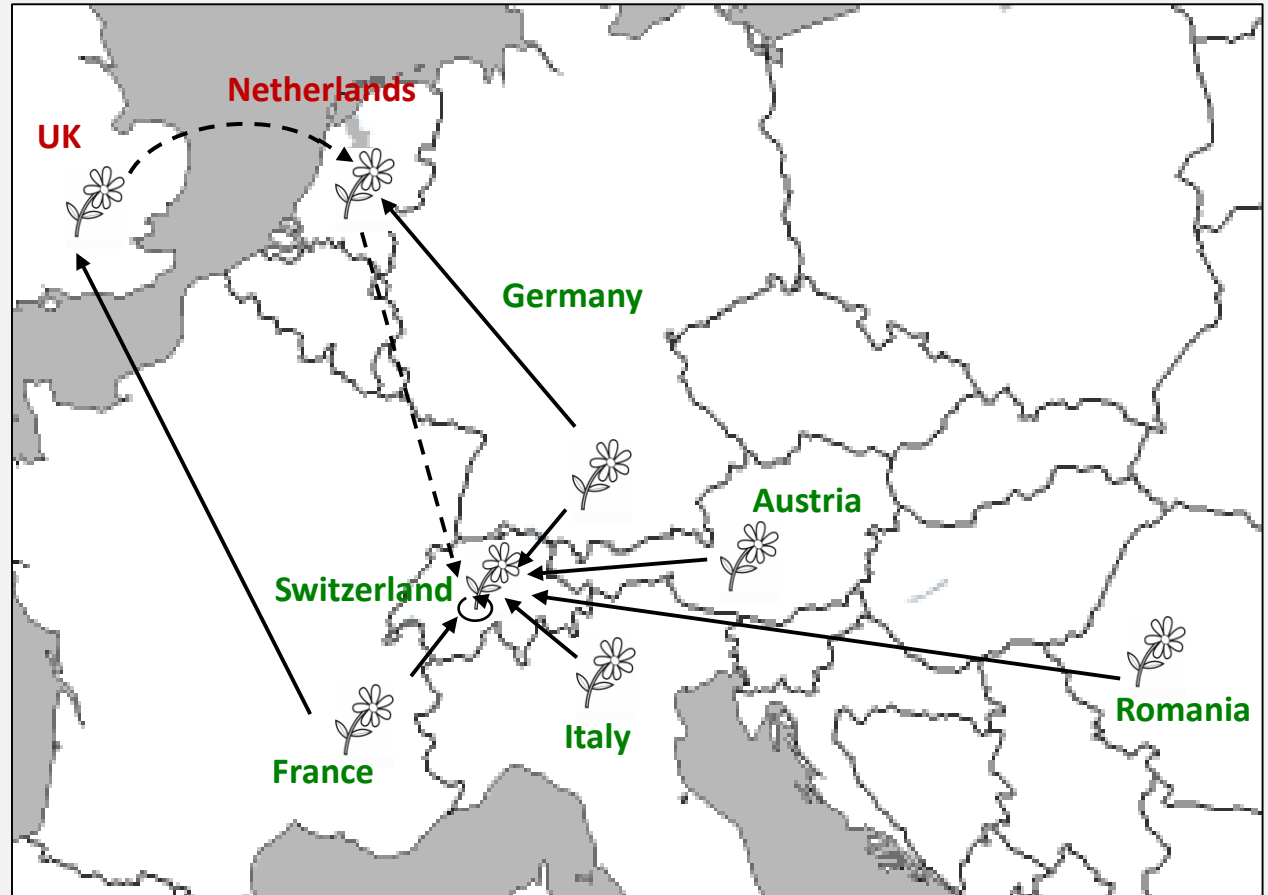 Netherlands
UK
Germany
Austria
Switzerland
Romania
Italy
France